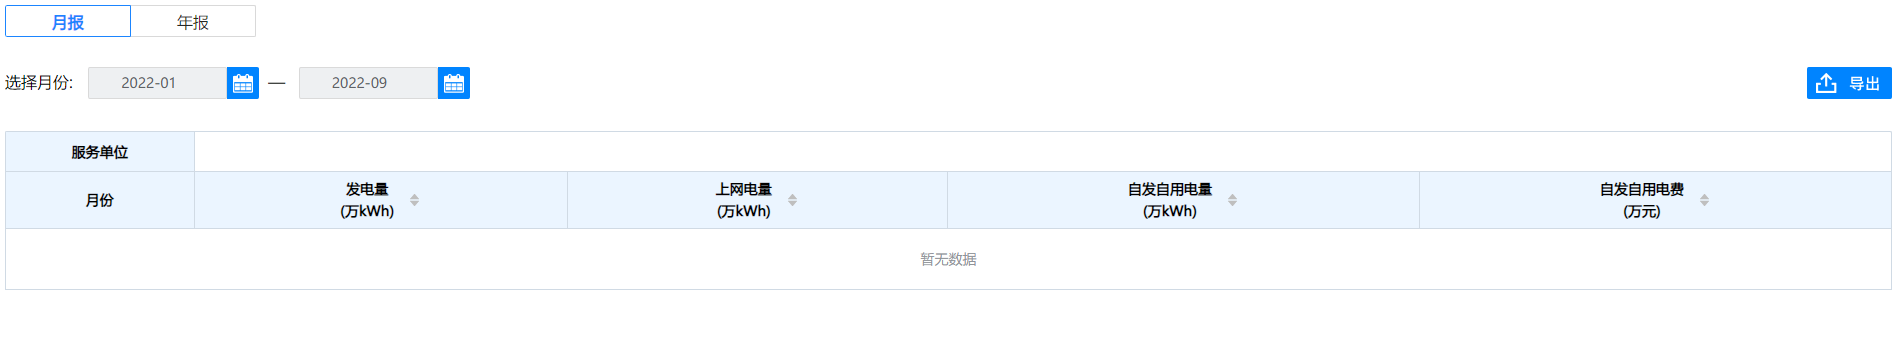 月报 年报
选择月份: 2022-01 — 2022-09 导出
服务单位
月份 发电量 (万kWh) 上网电量 (万kWh) 自发自用电量 (万kWh) 自发自用电费 (万元)
暂无数据